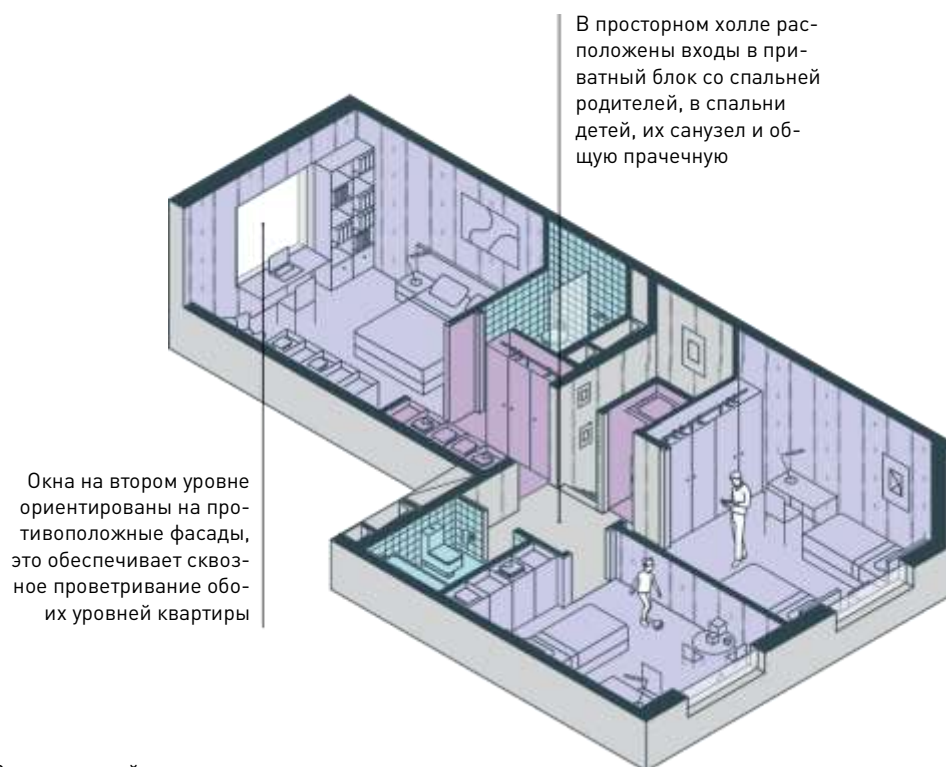 В просторном холле рас-
положены входы в при-
ватный блок со спальней
родителей, в спальни
детей, их санузел и об-
щую прачечную
Окна на втором уровне
ориентированы на про-
тивоположные фасады,
это обеспечивает сквоз-
ное проветривание обо-
их уровней квартиры